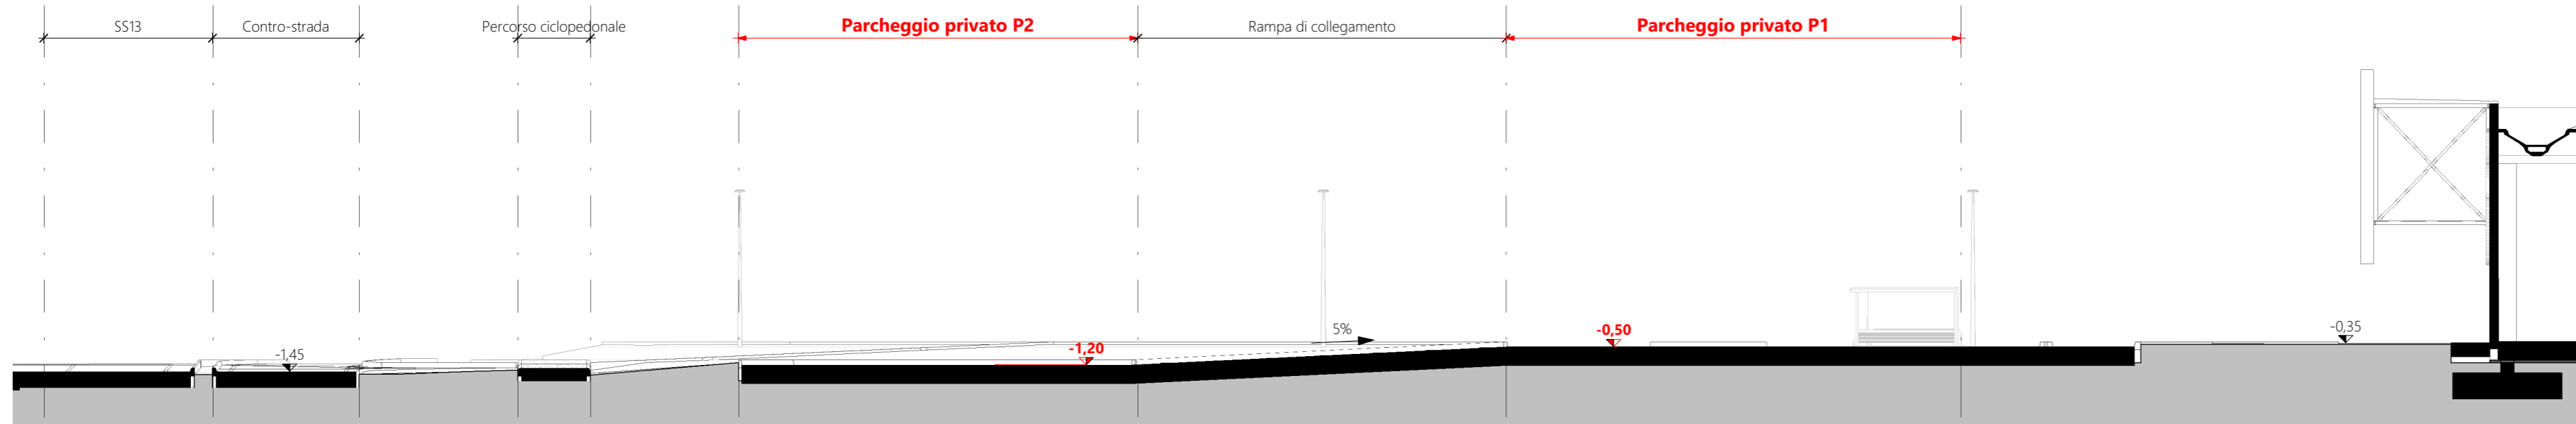 SS13
Contro-strada
Percorso ciclopedonale
Parcheggio privato P2
Rampa di collegamento
Parcheggio privato P1
-1,45
-1,20
5%
-0,50
-0,35